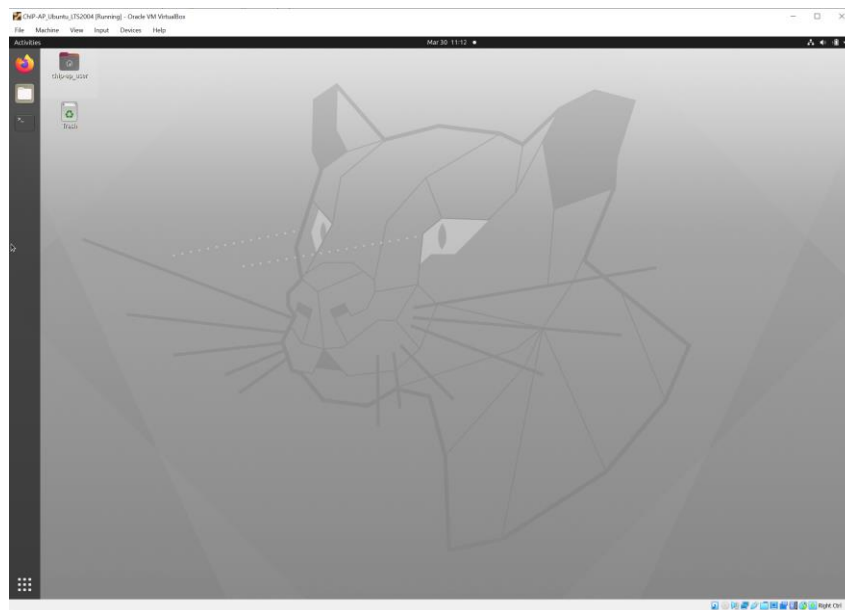 ChIP-AP_Ubuntu_LTS2004 [Running] - Oracle VM VirtualBox
File Machine View Input Devices Help
Activities
Mar 30 11:12
chip-ap_user
Trash
Right Ctrl